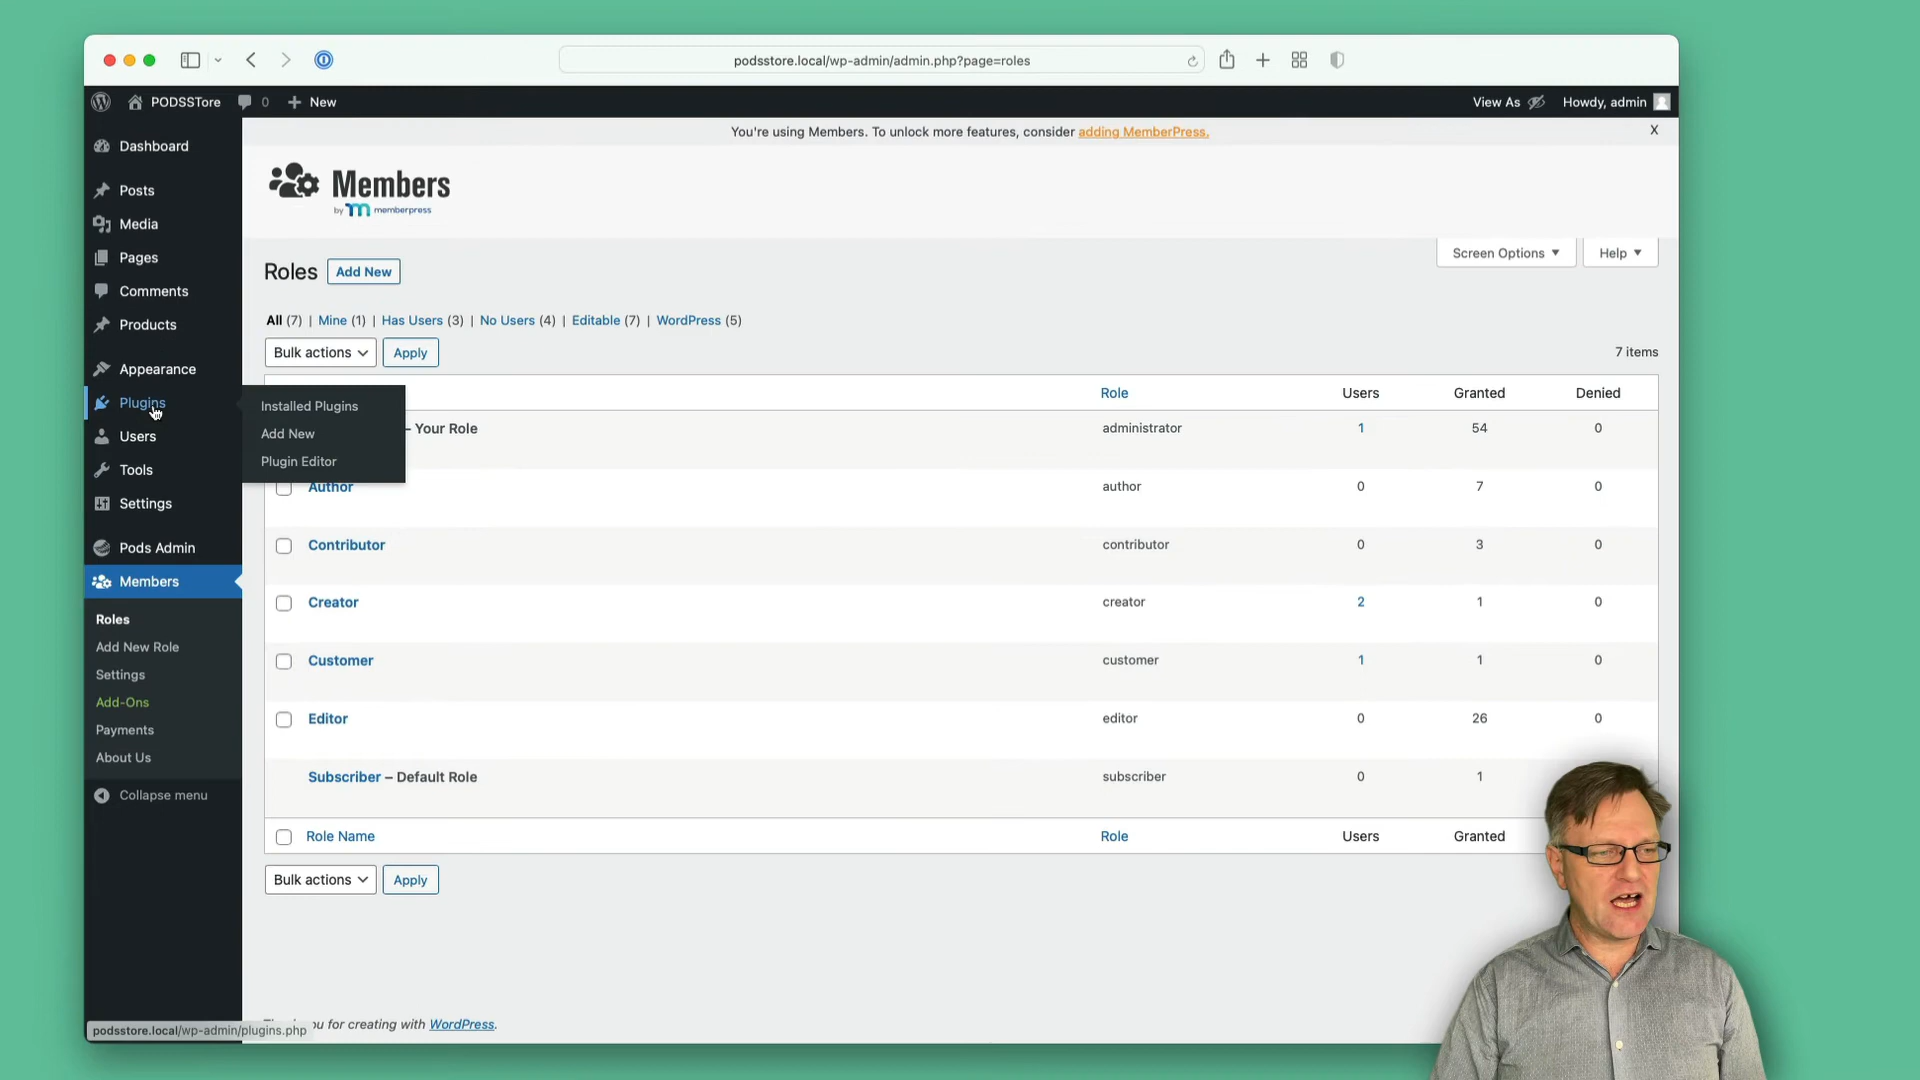 podsstore.local/wp-admin/admin.php?page=roles
PODSSTore 0 New View As Howdy, admin
You're using Members. To unlock more features, consider adding MemberPress. X
Dashboard
Posts
Media
Pages
Comments
Products
Appearance
Plugins
Users
Tools
Settings
Pods Admin
Members
Roles
Add New Role
Settings
Add-Ons
Payments
About Us
Collapse menu
Installed Plugins
Add New
Plugin Editor
Members
by m memberpress
Screen Options Help
Roles Add New
All (7) | Mine (1) | Has Users (3) | No Users (4) | Editable (7) | WordPress (5)
Bulk actions Apply 7 items
Role Users Granted Denied
– Your Role administrator 1 54 0
Author author 0 7 0
Contributor contributor 0 3 0
Creator creator 2 1 0
Customer customer 1 1 0
Editor editor 0 26 0
Subscriber – Default Role subscriber 0 1
Role Name Role Users Granted
Bulk actions Apply
you for creating with WordPress.
podsstore.local/wp-admin/plugins.php